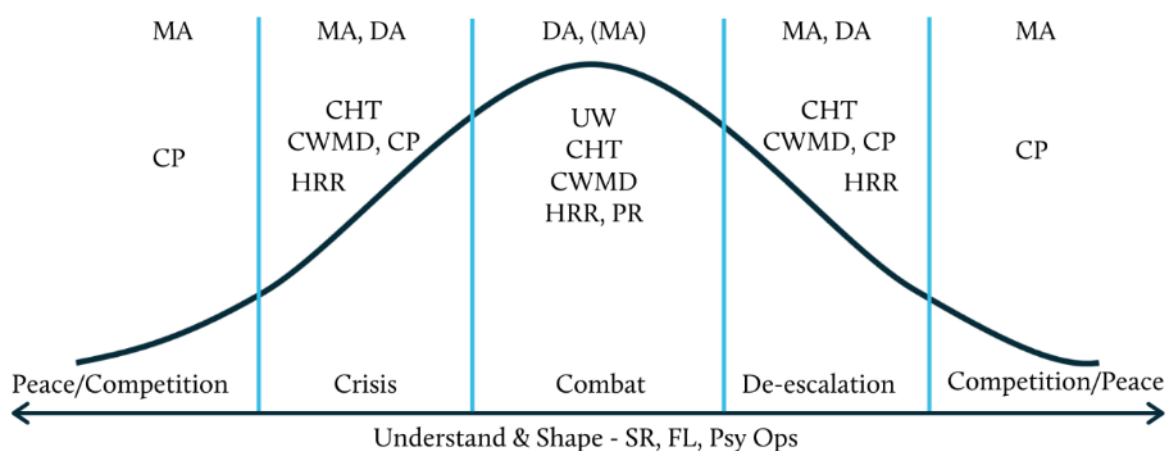 MA
MA, DA
DA, (MA)
MA, DA
MA
CP
CHT
CWMD, CP
HRR
UW
CHT
CWMD
HRR, PR
CHT
CWMD, CP
HRR
CP
Peace/Competition
Crisis
Combat
De-escalation
Competition/Peace
Understand & Shape - SR, FL, Psy Ops